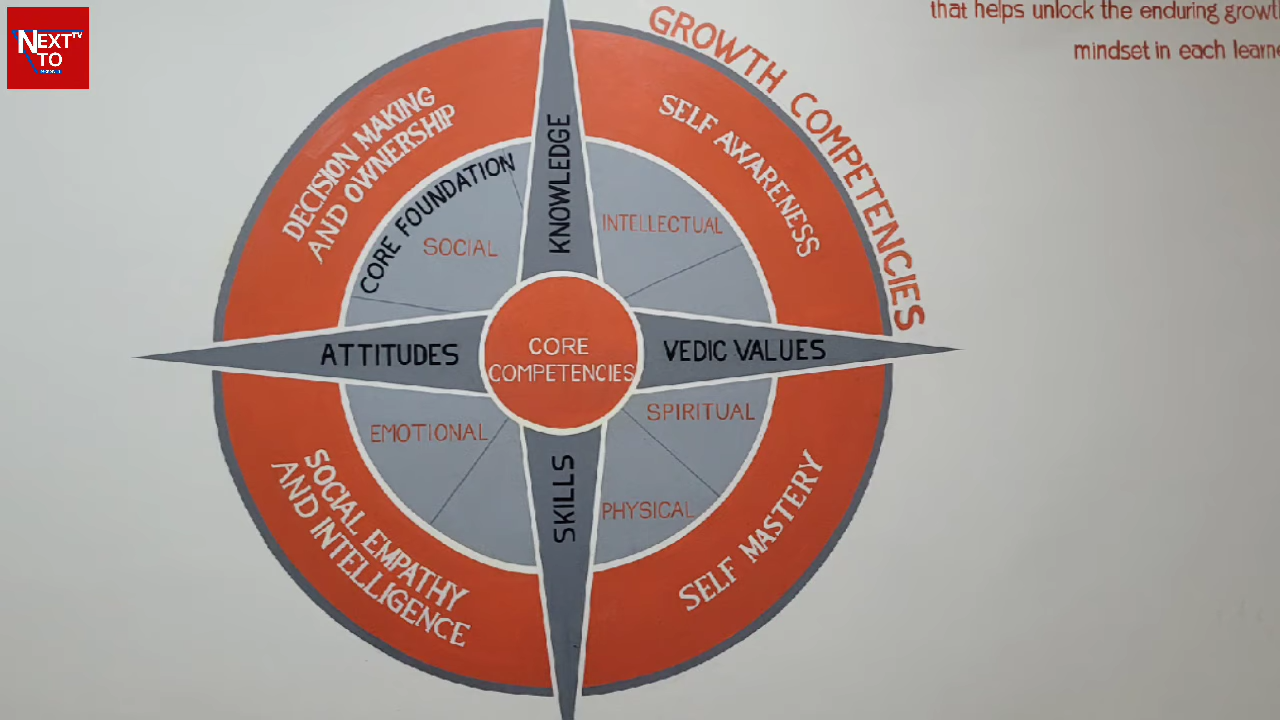 NEXT TV
TO
that helps unlock the enduring growth
mindset in each learne
GROWTH COMPETENCIES
DECISION MAKING
AND OWNERSHIP
SELF AWARENESS
CORE FOUNDATION
KNOWLEDGE
SOCIAL
INTELLECTUAL
ATTITUDES
CORE
COMPETENCIES
VEDIC VALUES
EMOTIONAL
SPIRITUAL
SKILLS
PHYSICAL
SOCIAL EMPATHY
AND INTELLIGENCE
SELF MASTERY